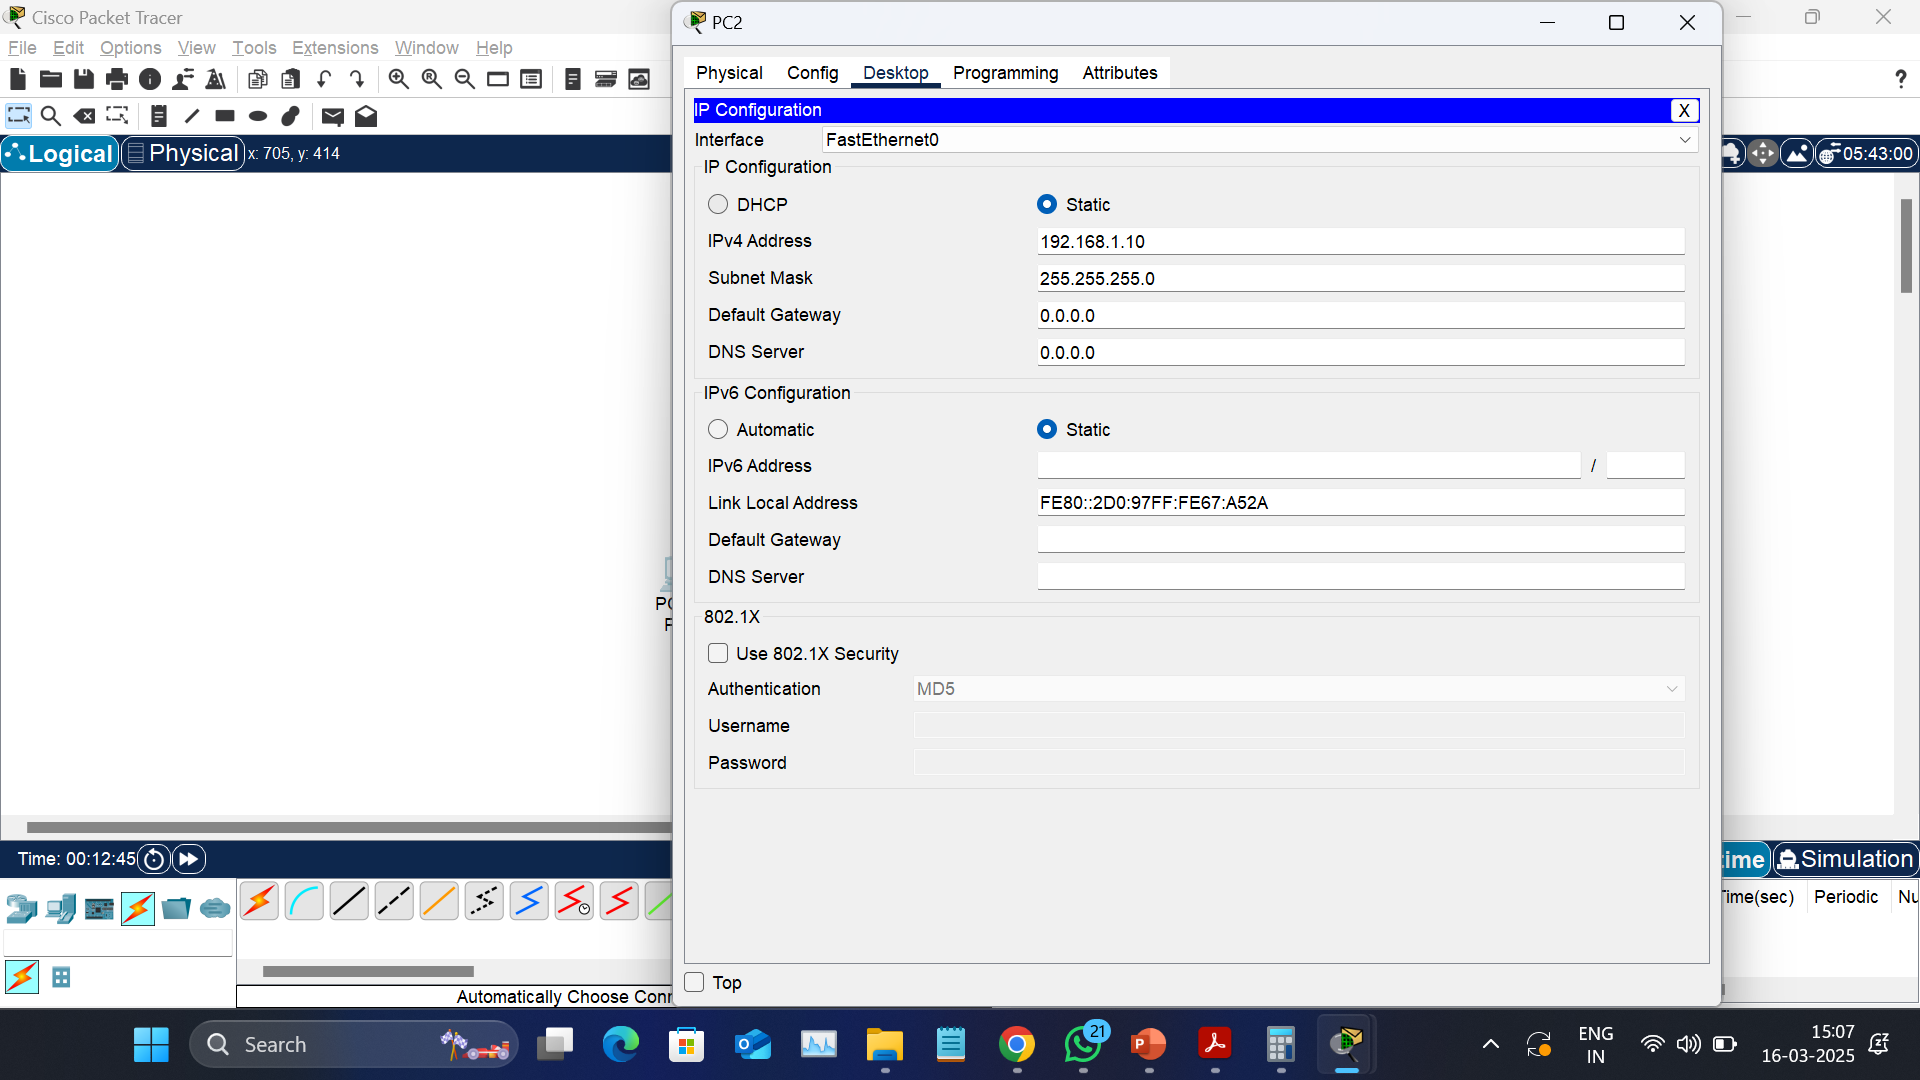 Cisco Packet Tracer
File Edit Options View Tools Extensions Window Help
Logical Physical x: 705, y: 414
PC2
Physical Config Desktop Programming Attributes
IP Configuration X
Interface FastEthernet0
IP Configuration
DHCP Static
IPv4 Address 192.168.1.10
Subnet Mask 255.255.255.0
Default Gateway 0.0.0.0
DNS Server 0.0.0.0
IPv6 Configuration
Automatic Static
IPv6 Address /
Link Local Address FE80::2D0:97FF:FE67:A52A
Default Gateway
DNS Server
802.1X
Use 802.1X Security
Authentication MD5
Username
Password
Top
?
05:43:00
Time: 00:12:45
Simulation
Time(sec) Periodic
Automatically Choose
Search
21
ENG
IN
15:07
16-03-2025